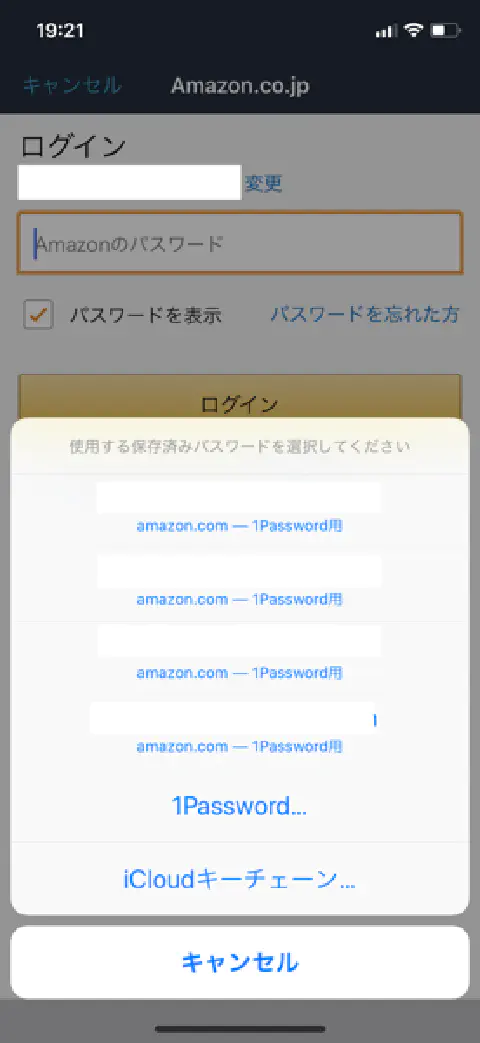 19:21
キャンセル Amazon.co.jp
ログイン
変更
Amazonのパスワード
パスワードを表示 パスワードを忘れた方
ログイン
使用する保存済みパスワードを選択してください
amazon.com — 1Password用
amazon.com — 1Password用
amazon.com — 1Password用
amazon.com — 1Password用
1Password...
iCloudキーチェーン...
キャンセル